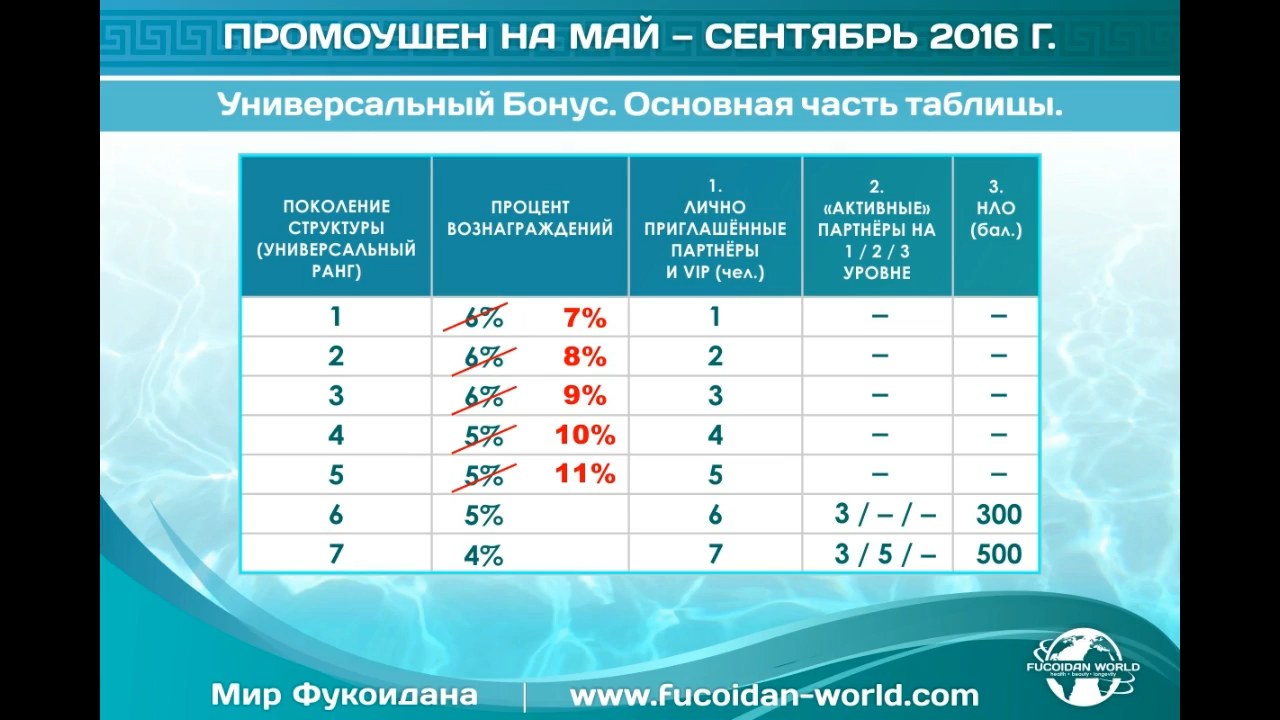 ПРОМОУШЕН НА МАЙ – СЕНТЯБРЬ 2016 Г.
Универсальный Бонус. Основная часть таблицы.
ПОКОЛЕНИЕ
СТРУКТУРЫ
(УНИВЕРСАЛЬНЫЙ
РАНГ)
ПРОЦЕНТ
ВОЗНАГРАЖДЕНИЙ
1.
ЛИЧНО
ПРИГЛАШЁННЫЕ
ПАРТНЁРЫ
И VIP (чел.)
2.
«АКТИВНЫЕ»
ПАРТНЁРЫ НА
1 / 2 / 3
УРОВНЕ
3.
НЛО
(бал.)
1 6% 7% 1 – –
2 6% 8% 2 – –
3 6% 9% 3 – –
4 5% 10% 4 – –
5 5% 11% 5 – –
6 5% 6 3 / – / – 300
7 4% 7 3 / 5 / – 500
FUCOIDAN WORLD
health • beauty • longevity
Мир Фукоидана | www.fucoidan-world.com